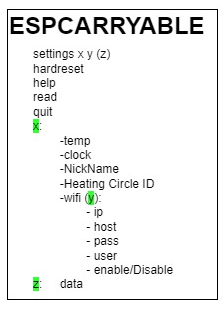 ESPCARRYABLE
settings x y (z)
hardreset
help
read
quit
x:
-temp
-clock
-NickName
-Heating Circle ID
-wifi (y):
- ip
- host
- pass
- user
- enable/Disable
z: data